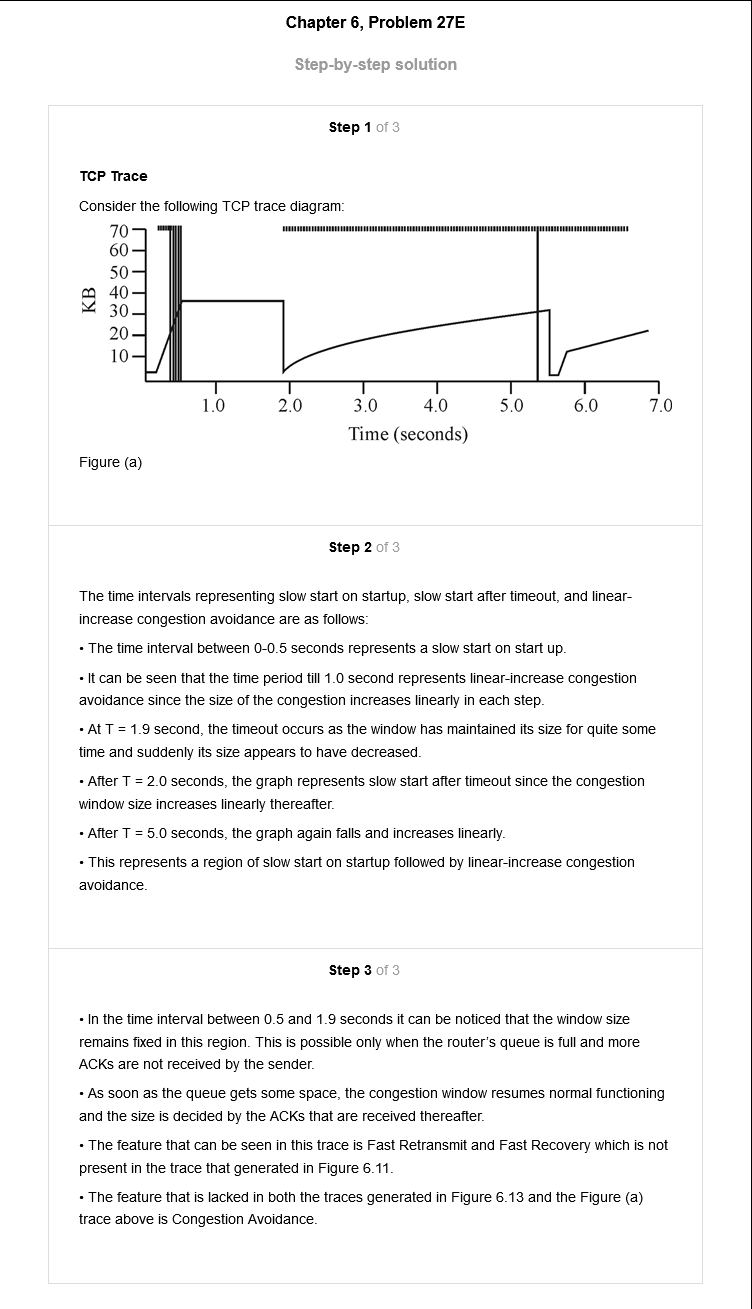 Chapter 6, Problem 27E
Step-by-step solution
Step 1 of 3
TCP Trace
Consider the following TCP trace diagram:
70
60
50
40
30
20
10
KB
1.0 2.0 3.0 4.0 5.0 6.0 7.0
Time (seconds)
Figure (a)
Step 2 of 3
The time intervals representing slow start on startup, slow start after timeout, and linear-
increase congestion avoidance are as follows:
• The time interval between 0-0.5 seconds represents a slow start on start up.
• It can be seen that the time period till 1.0 second represents linear-increase congestion
avoidance since the size of the congestion increases linearly in each step.
• At T = 1.9 second, the timeout occurs as the window has maintained its size for quite some
time and suddenly its size appears to have decreased.
• After T = 2.0 seconds, the graph represents slow start after timeout since the congestion
window size increases linearly thereafter.
• After T = 5.0 seconds, the graph again falls and increases linearly.
• This represents a region of slow start on startup followed by linear-increase congestion
avoidance.
Step 3 of 3
• In the time interval between 0.5 and 1.9 seconds it can be noticed that the window size
remains fixed in this region. This is possible only when the router's queue is full and more
ACKs are not received by the sender.
• As soon as the queue gets some space, the congestion window resumes normal functioning
and the size is decided by the ACKs that are received thereafter.
• The feature that can be seen in this trace is Fast Retransmit and Fast Recovery which is not
present in the trace that generated in Figure 6.11.
• The feature that is lacked in both the traces generated in Figure 6.13 and the Figure (a)
trace above is Congestion Avoidance.